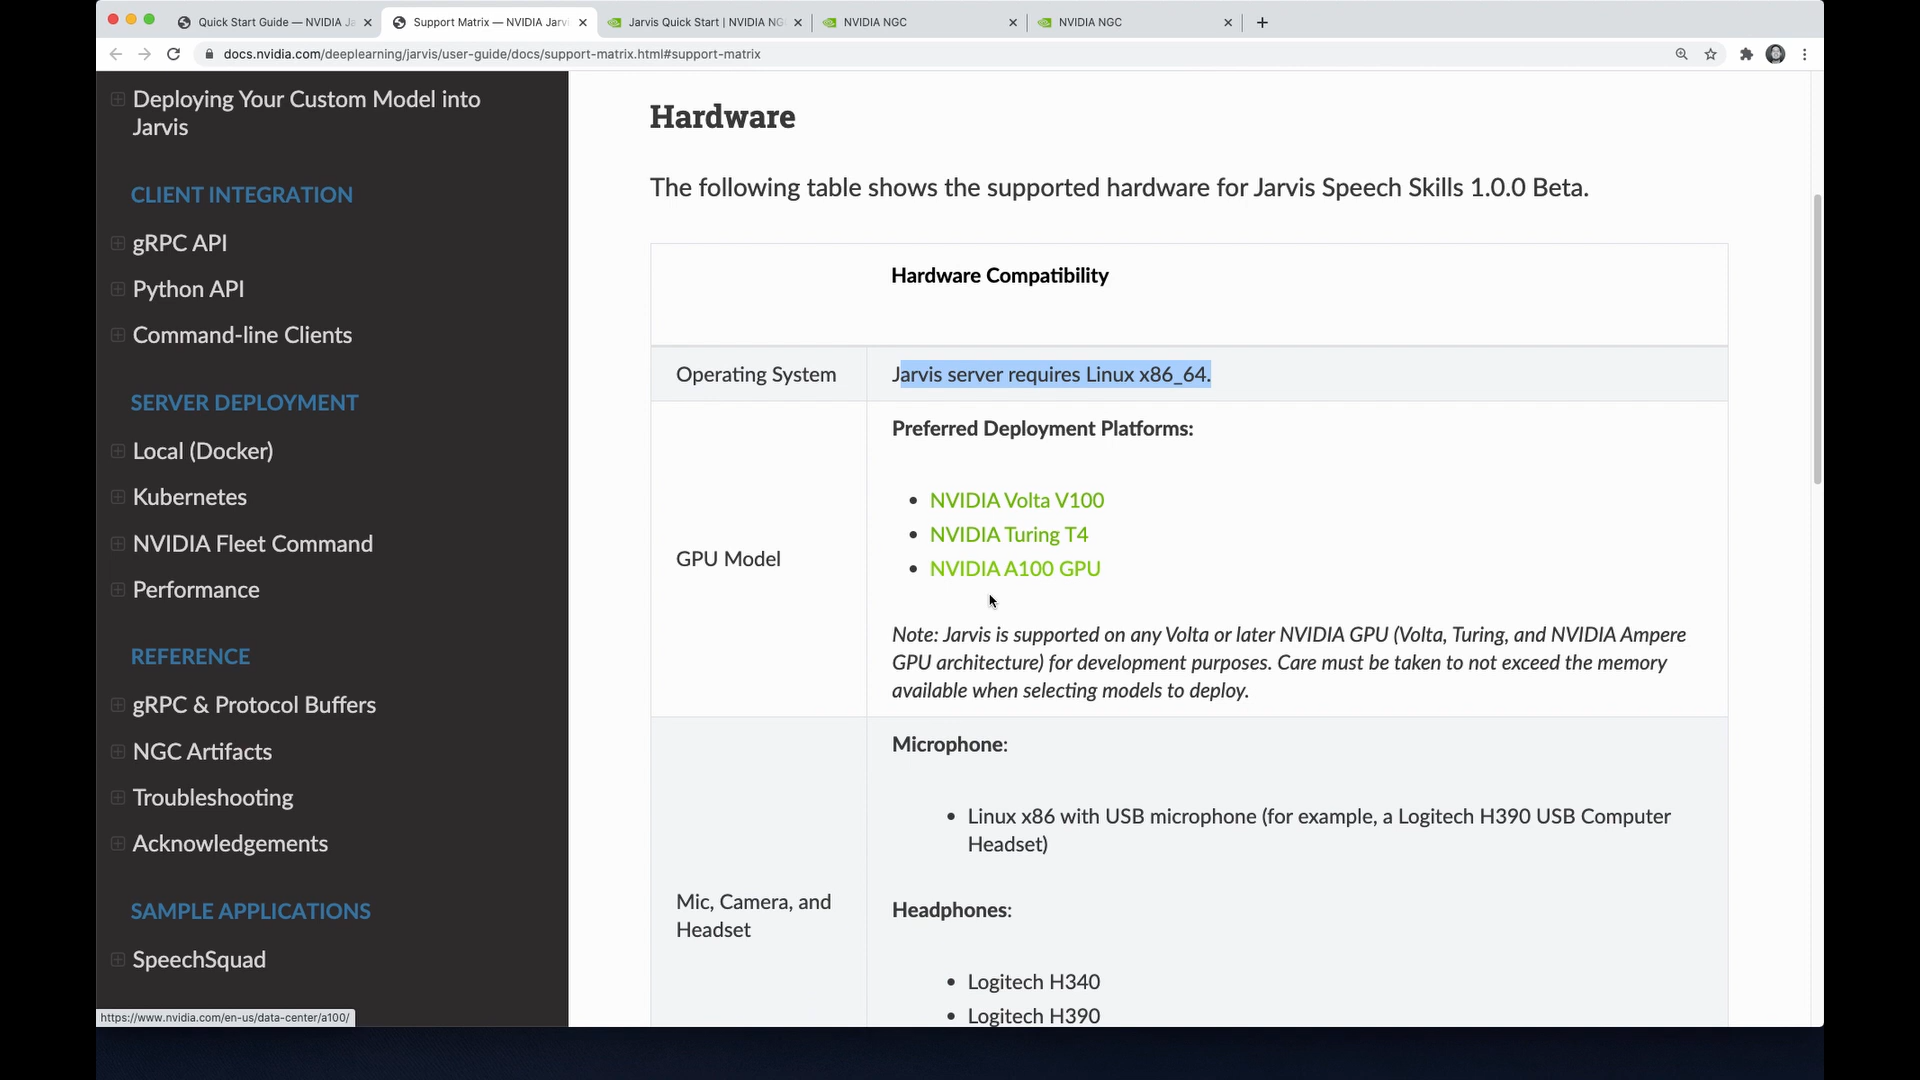 Quick Start Guide — NVIDIA Ja
Support Matrix — NVIDIA Jarvi
Jarvis Quick Start | NVIDIA NG
NVIDIA NGC
NVIDIA NGC
docs.nvidia.com/deeplearning/jarvis/user-guide/docs/support-matrix.html#support-matrix
Deploying Your Custom Model into
Jarvis
CLIENT INTEGRATION
gRPC API
Python API
Command-line Clients
SERVER DEPLOYMENT
Local (Docker)
Kubernetes
NVIDIA Fleet Command
Performance
REFERENCE
gRPC & Protocol Buffers
NGC Artifacts
Troubleshooting
Acknowledgements
SAMPLE APPLICATIONS
SpeechSquad
https://www.nvidia.com/en-us/data-center/a100/
Hardware
The following table shows the supported hardware for Jarvis Speech Skills 1.0.0 Beta.
Hardware Compatibility
Operating System
Jarvis server requires Linux x86_64.
GPU Model
Preferred Deployment Platforms:
• NVIDIA Volta V100
• NVIDIA Turing T4
• NVIDIA A100 GPU
Note: Jarvis is supported on any Volta or later NVIDIA GPU (Volta, Turing, and NVIDIA Ampere
GPU architecture) for development purposes. Care must be taken to not exceed the memory
available when selecting models to deploy.
Mic, Camera, and
Headset
Microphone:
• Linux x86 with USB microphone (for example, a Logitech H390 USB Computer
Headset)
Headphones:
• Logitech H340
• Logitech H390